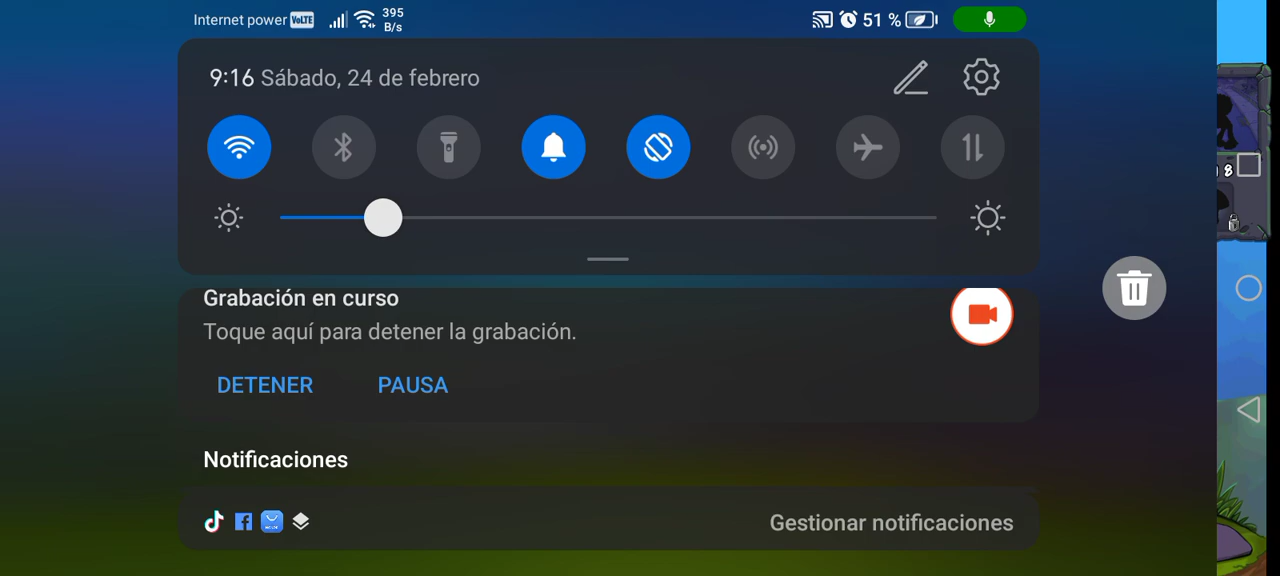 Internet power VoLTE 395 B/s 51 %
9:16 Sábado, 24 de febrero
Grabación en curso
Toque aquí para detener la grabación.
DETENER PAUSA
Notificaciones
Gestionar notificaciones
8